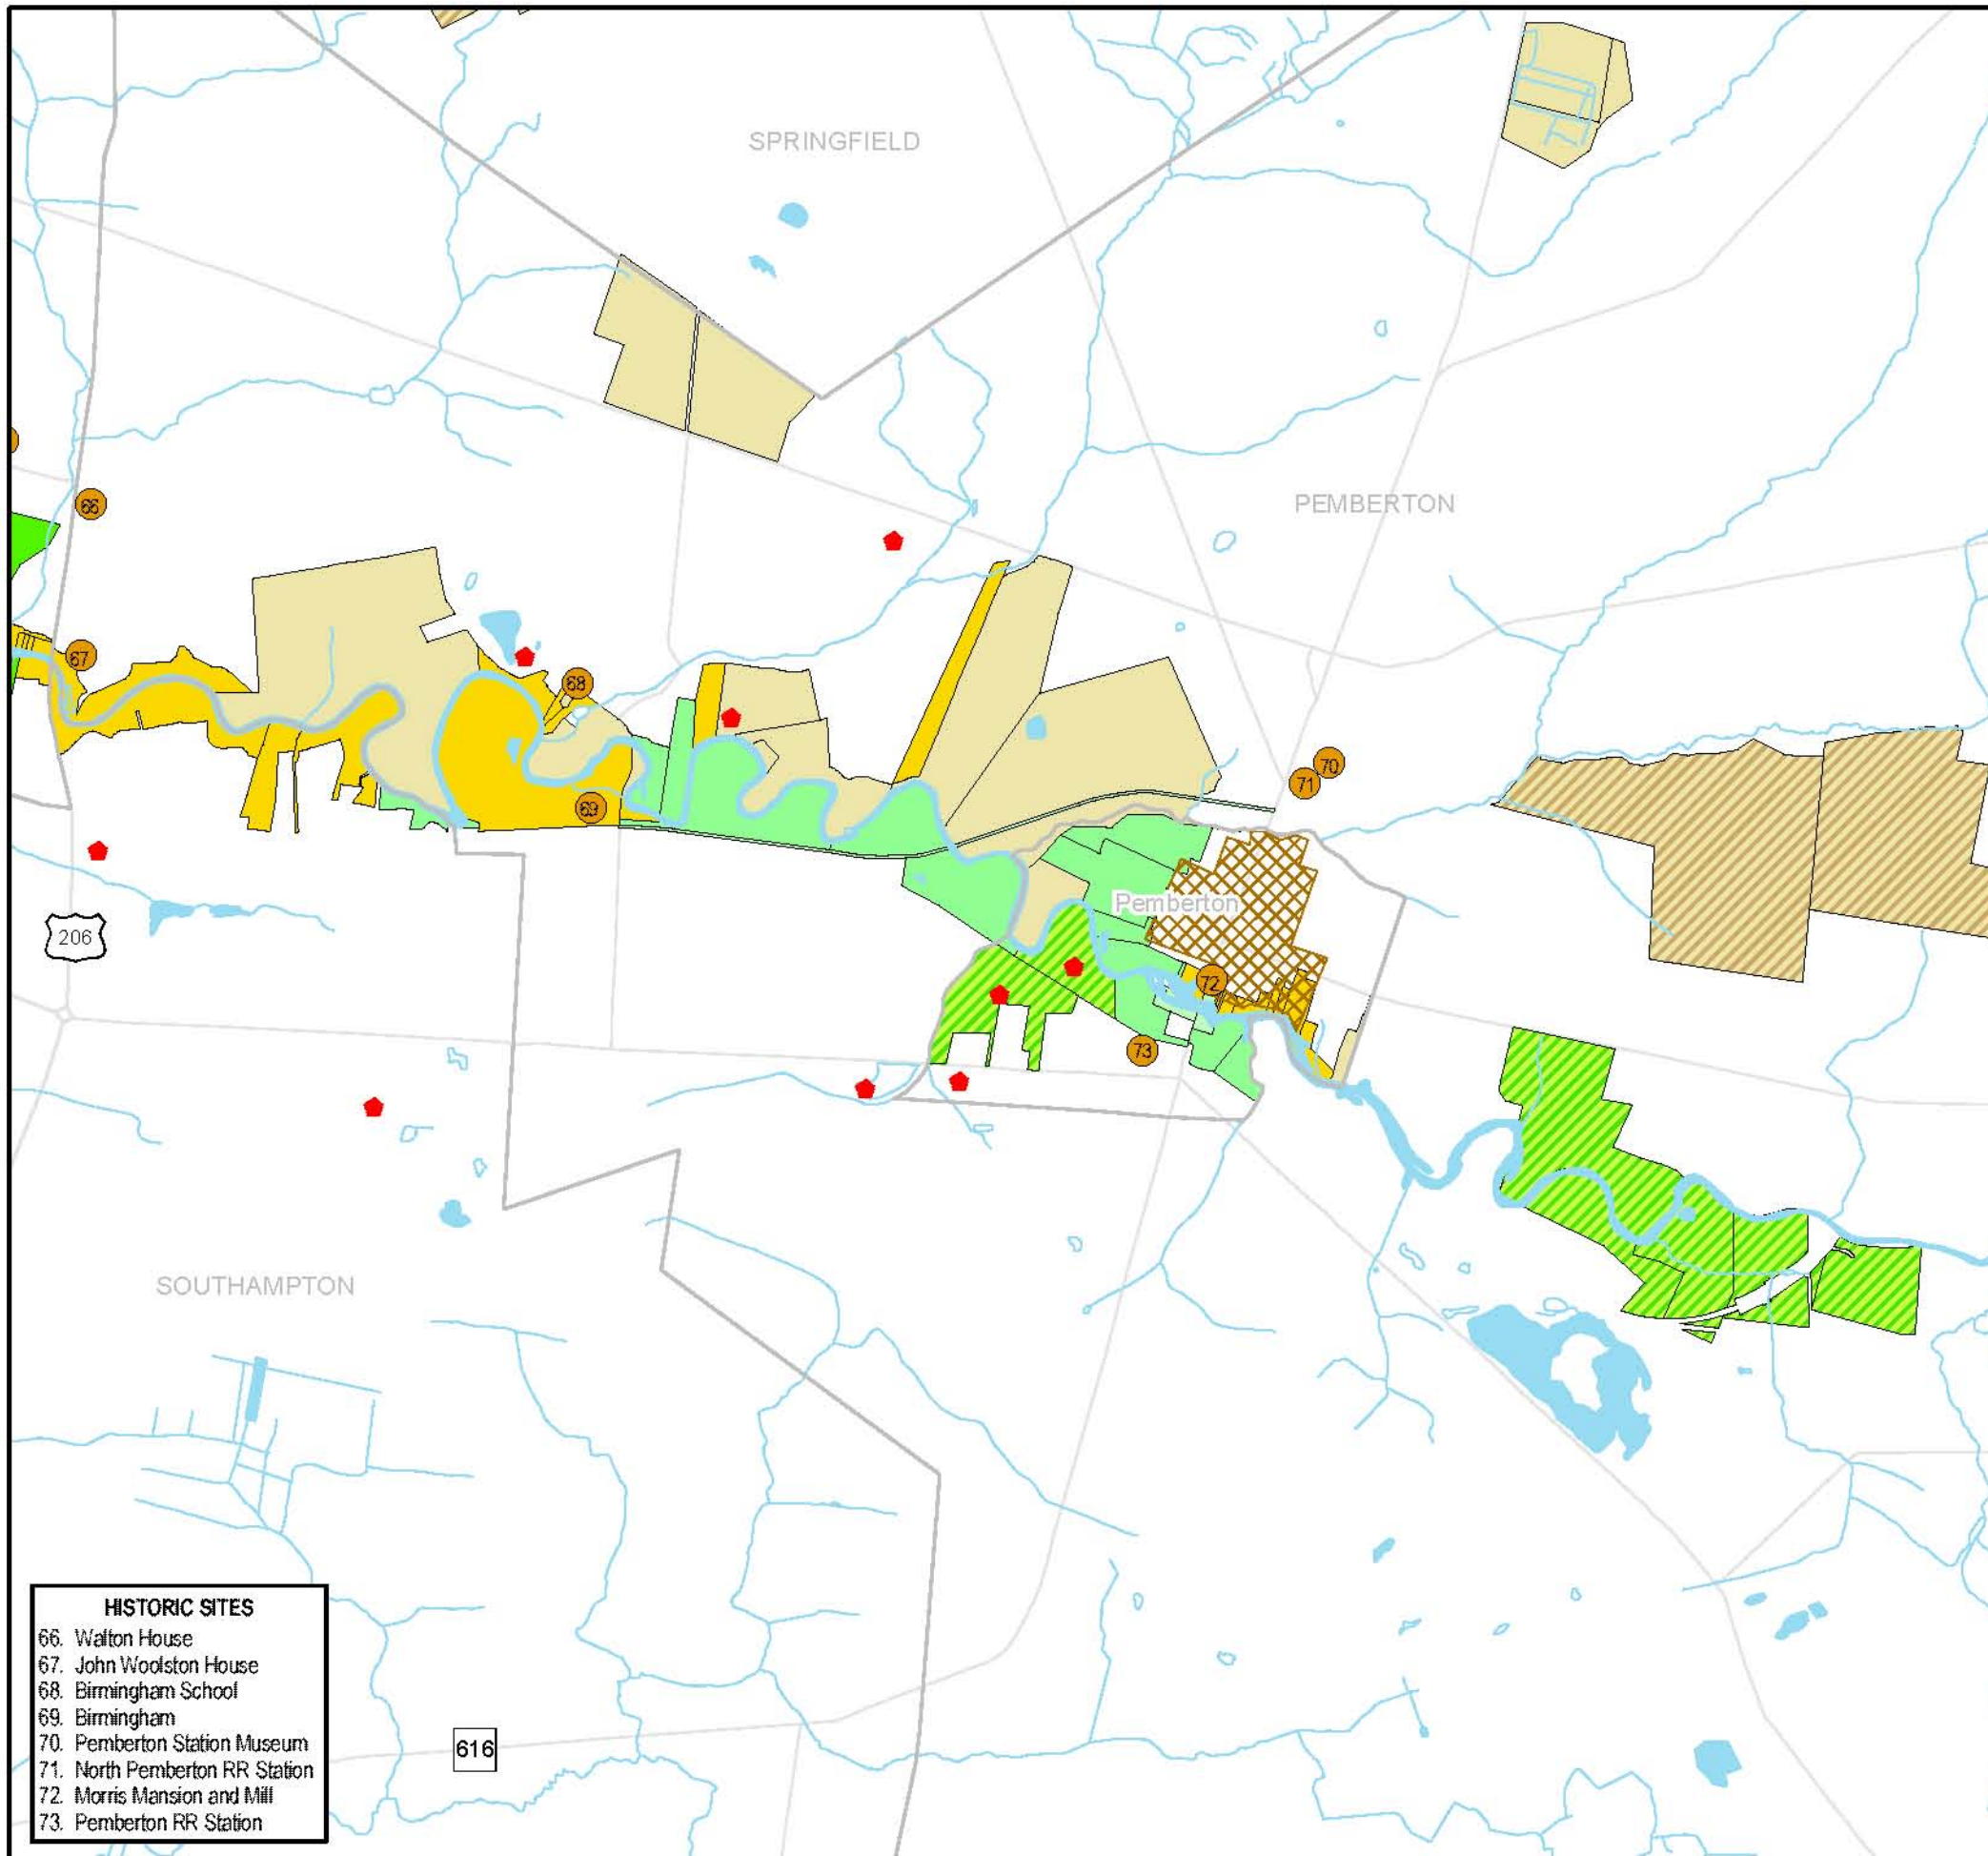 SPRINGFIELD
PEMBERTON
66
67
68
70
71
69
Pemberton
206
72
73
SOUTHAMPTON
HISTORIC SITES
66. Walton House
67. John Woolston House
68. Birmingham School
69. Birmingham
70. Pemberton Station Museum
71. North Pemberton RR Station
72. Morris Mansion and Mill
73. Pemberton RR Station
616